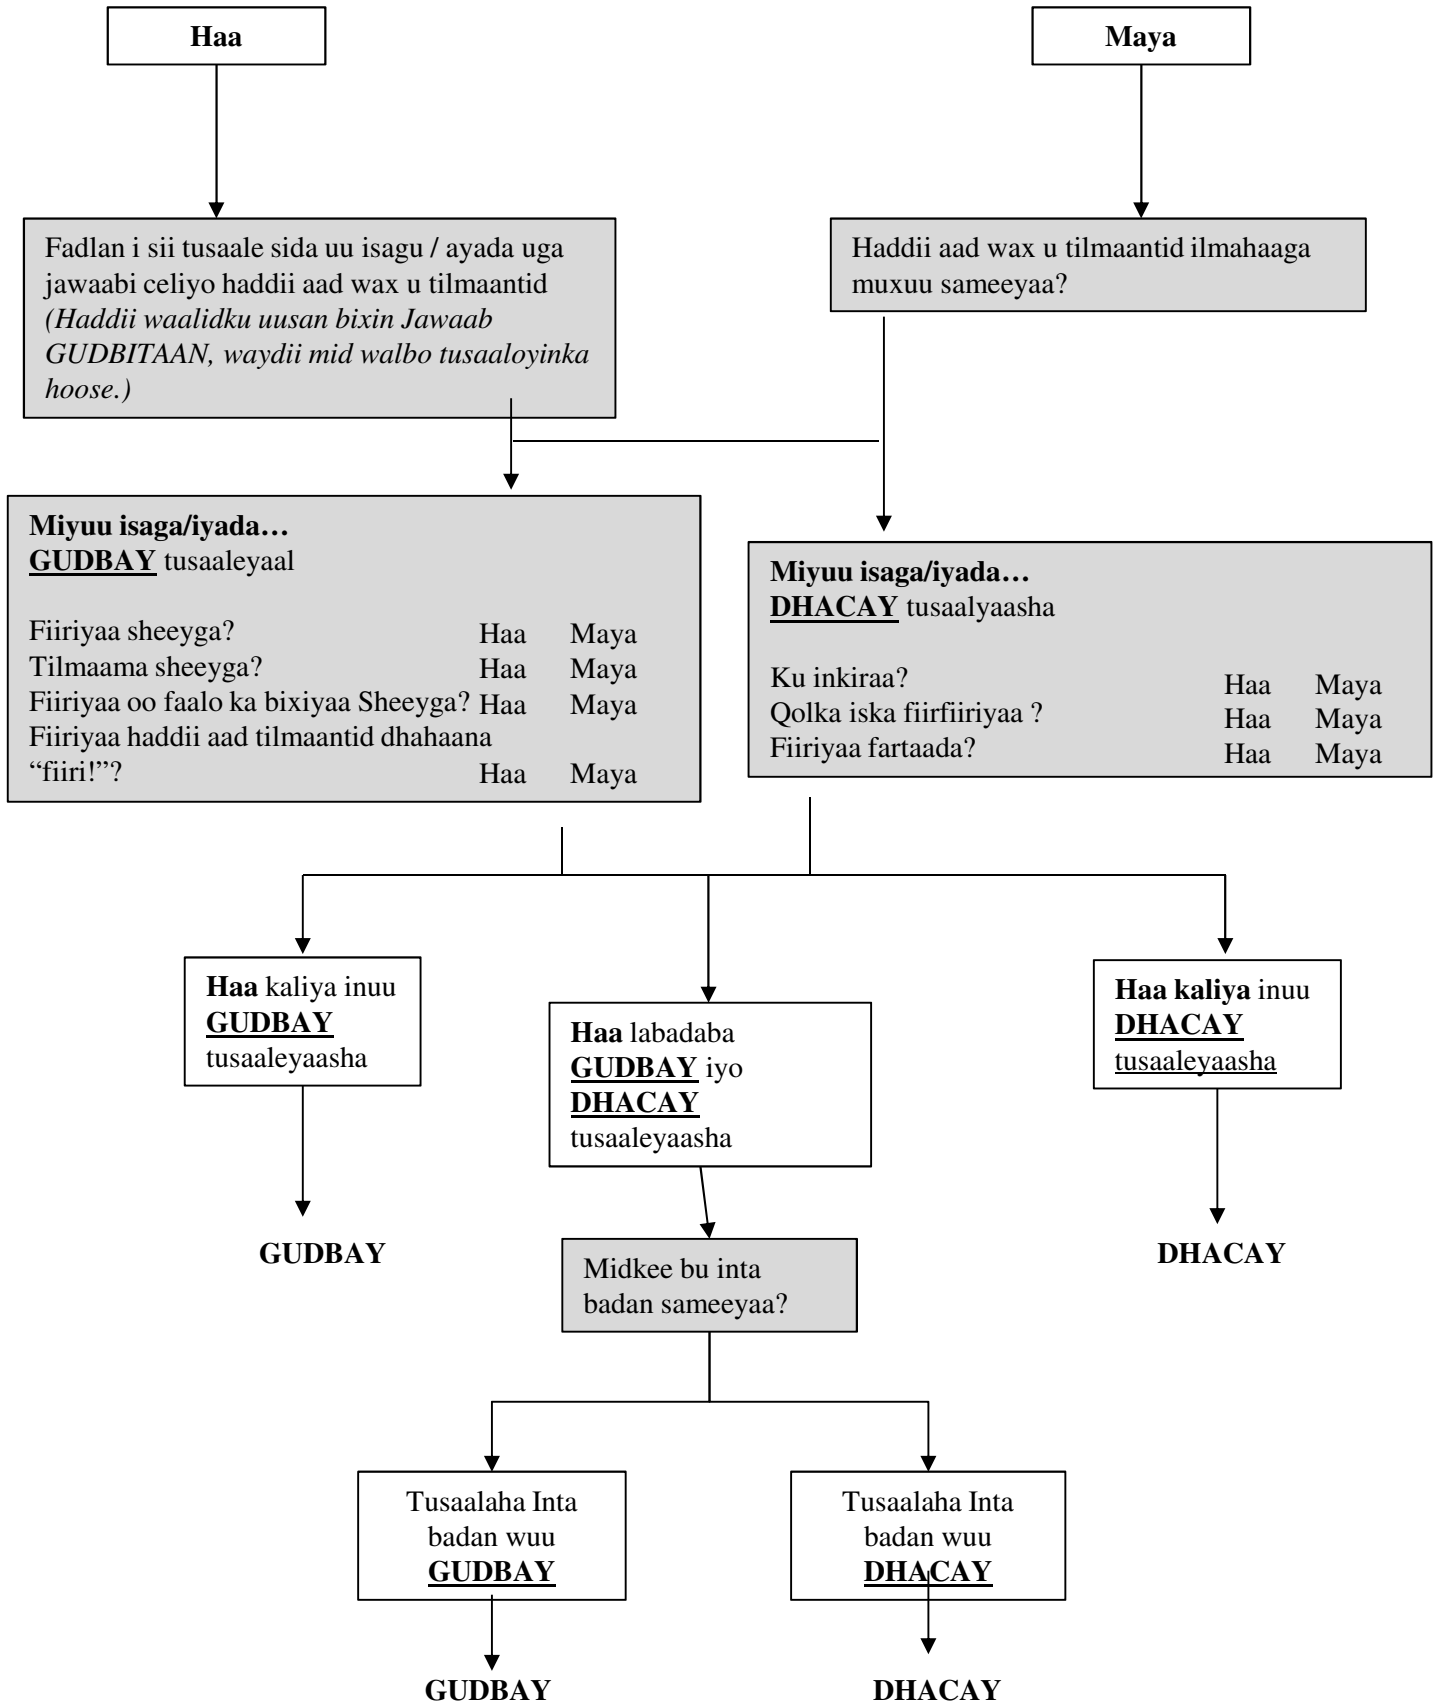 Haa
Maya
Fadlan i sii tusaale sida uu isagu / ayada uga
jawaabi celiyo haddii aad wax u tilmaantid
(Haddii waalidku uusan bixin Jawaab
GUDBITAAN, waydii mid walbo tusaaloyinka
hoose.)
Haddii aad wax u tilmaantid ilmahaaga
muxuu sameeyaa?
Miyuu isaga/iyada…
GUDBAY tusaaleyaal
Fiiriyaa sheeyga? Haa Maya
Tilmaama sheeyga? Haa Maya
Fiiriyaa oo faalo ka bixiyaa Sheeyga? Haa Maya
Fiiriyaa haddii aad tilmaantid dhahaana
“fiiri!”? Haa Maya
Miyuu isaga/iyada…
DHACAY tusaalyaasha
Ku inkiraa? Haa Maya
Qolka iska fiirfiiriyaa ? Haa Maya
Fiiriyaa fartaada? Haa Maya
Haa kaliya inuu
GUDBAY
tusaaleyaasha
Haa labadaba
GUDBAY iyo
DHACAY
tusaaleyaasha
Haa kaliya inuu
DHACAY
tusaaleyaasha
GUDBAY
DHACAY
Midkee bu inta
badan sameeyaa?
Tusaalaha Inta
badan wuu
GUDBAY
Tusaalaha Inta
badan wuu
DHACAY
GUDBAY
DHACAY